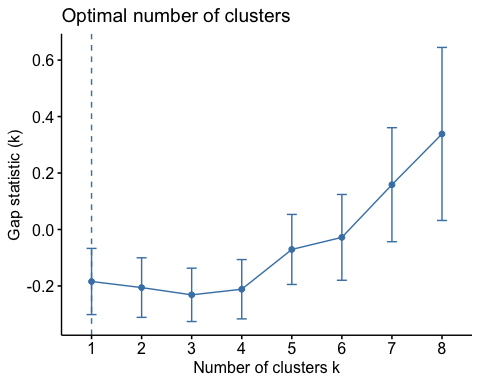 Optimal number of clusters
Gap statistic (k)
0.6
0.4
0.2
0.0
-0.2
1 2 3 4 5 6 7 8
Number of clusters k